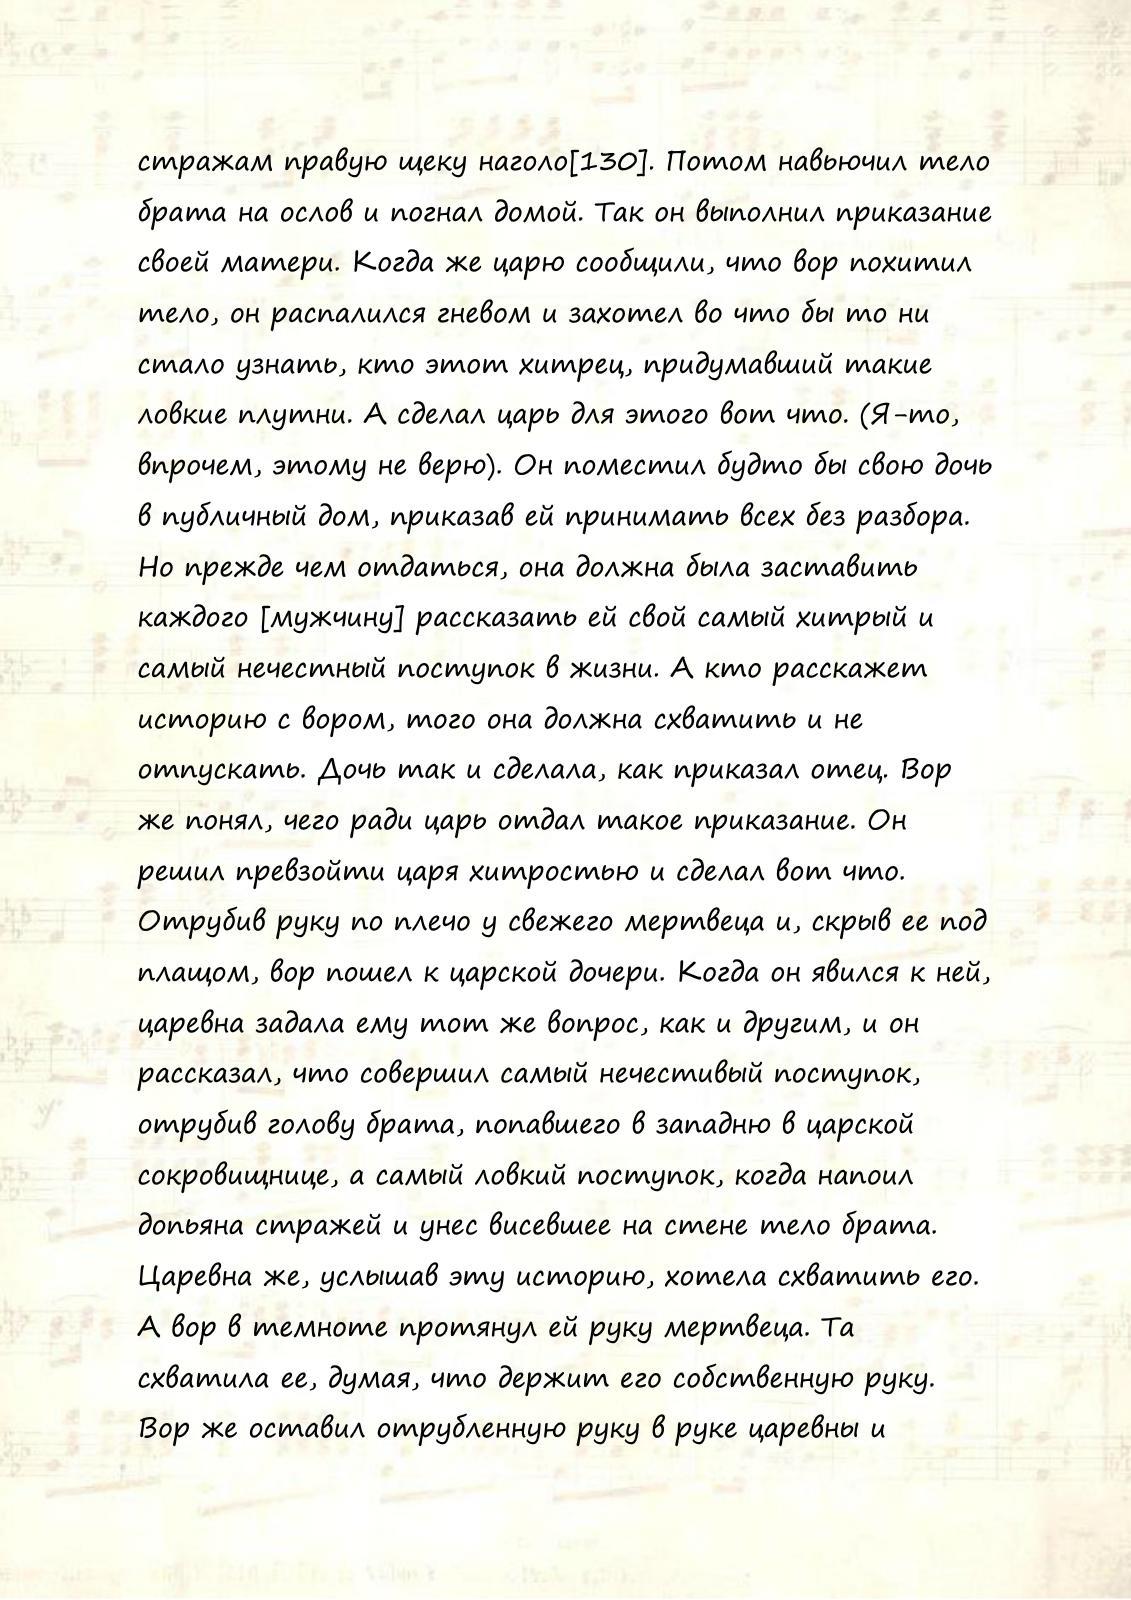 стражам правую щеку наголо[130]. Потом навьючил тело
брата на ослов и погнал домой. Так он выполнил приказание
своей матери. Когда же царю сообщили, что вор похитил
тело, он распалился гневом и захотел во что бы то ни
стало узнать, кто этот хитрец, придумавший такие
ловкие плутни. А сделал царь для этого вот что. (Я-то,
впрочем, этому не верю). Он поместил будто бы свою дочь
в публичный дом, приказав ей принимать всех без разбора.
Но прежде чем отдаться, она должна была заставить
каждого [мужчину] рассказать ей свой самый хитрый и
самый нечестный поступок в жизни. А кто расскажет
историю с вором, того она должна схватить и не
отпускать. Дочь так и сделала, как приказал отец. Вор
же понял, чего ради царь отдал такое приказание. Он
решил превзойти царя хитростью и сделал вот что.
Отрубив руку по плечо у свежего мертвеца и, скрыв ее под
плащом, вор пошел к царской дочери. Когда он явился к ней,
царевна задала ему тот же вопрос, как и другим, и он
рассказал, что совершил самый нечестивый поступок,
отрубив голову брата, попавшего в западню в царской
сокровищнице, а самый ловкий поступок, когда напоил
допьяна стражей и унес висевшее на стене тело брата.
Царевна же, услышав эту историю, хотела схватить его.
А вор в темноте протянул ей руку мертвеца. Та
схватила ее, думая, что держит его собственную руку.
Вор же оставил отрубленную руку в руке царевны и